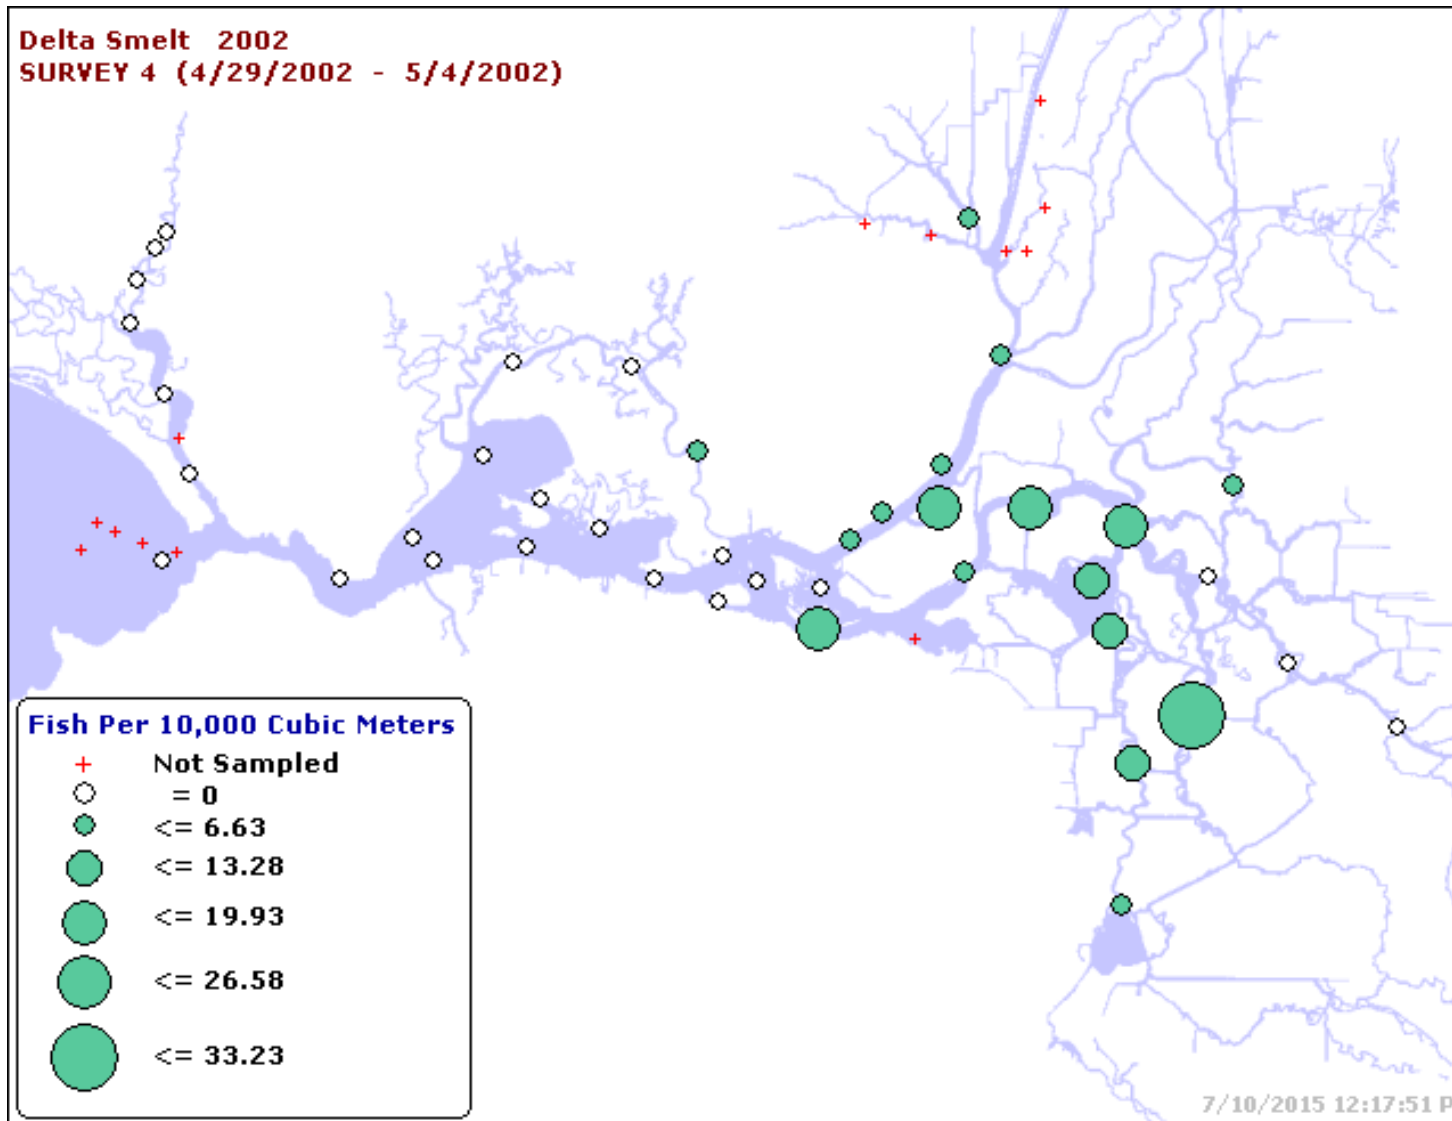 Delta Smelt 2002
SURVEY 4 (4/29/2002 - 5/4/2002)
Fish Per 10,000 Cubic Meters
Not Sampled
= 0
<= 6.63
<= 13.28
<= 19.93
<= 26.58
<= 33.23
7/10/2015 12:17:51 P